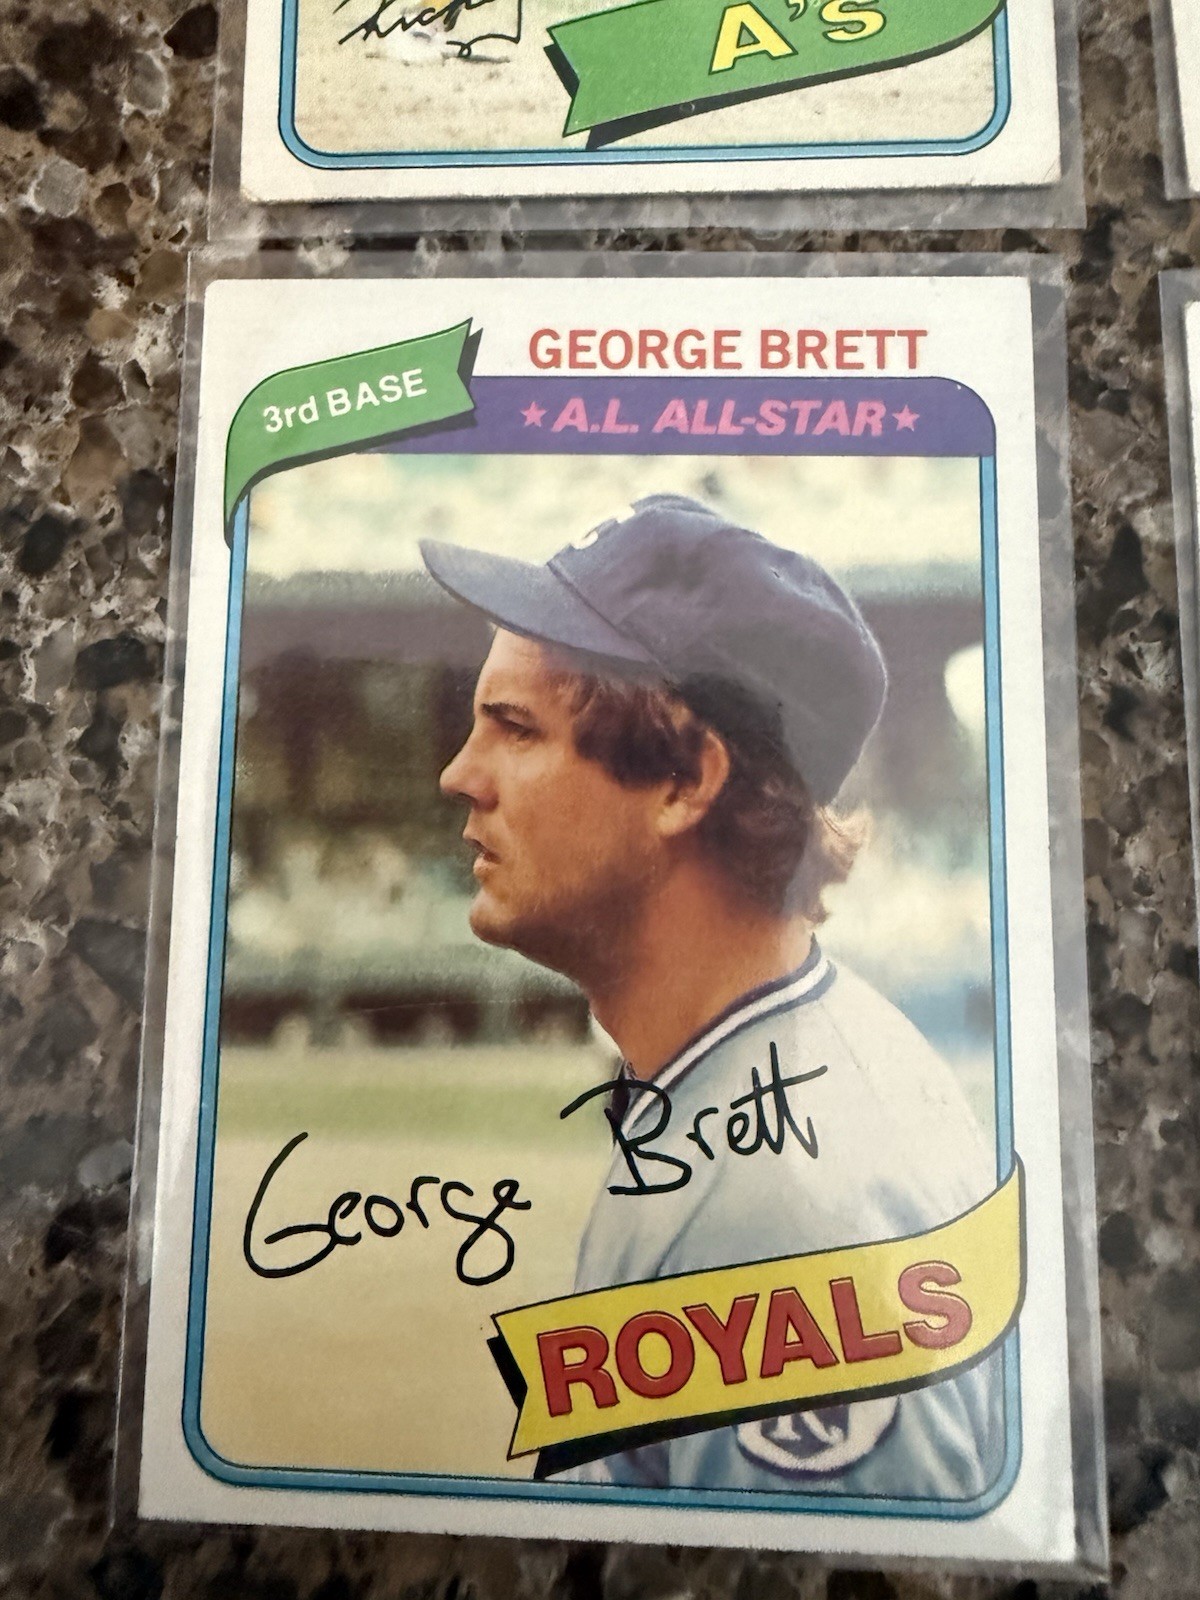 A's
GEORGE BRETT
3rd BASE
★A.L. ALL-STAR★
George Brett
ROYALS